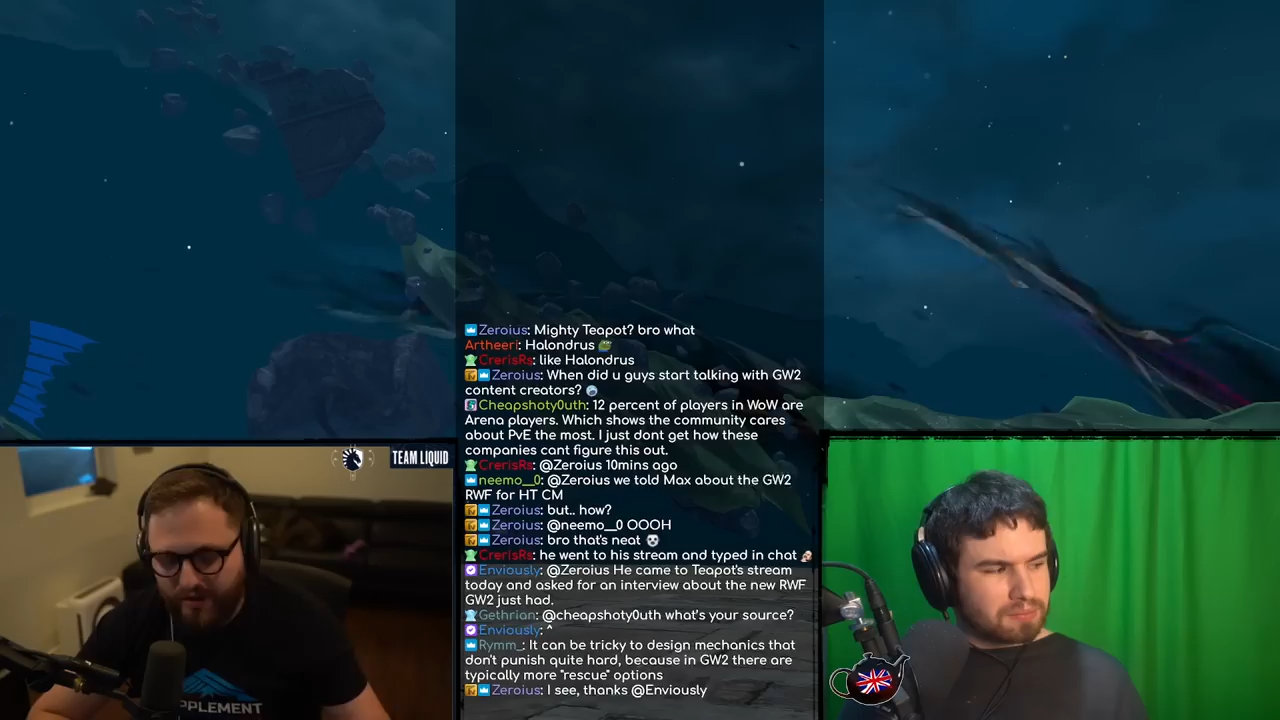 Zeroius: Mighty Teapot? bro what
Artheeri: Halondrus
CrerisRs: like Halondrus
Zeroius: When did u guys start talking with GW2
content creators?
Cheapshoty0uth: 12 percent of players in WoW are
Arena players. Which shows the community cares
about PvE the most. I just dont get how these
companies cant figure this out.
CrerisRs: @Zeroius 10mins ago
neemo__0: @Zeroius we told Max about the GW2
RWF for HT CM
Zeroius: but.. how?
Zeroius: @neemo__0 OOOH
Zeroius: bro that's neat
CrerisRs: he went to his stream and typed in chat
Enviously: @Zeroius He came to Teapot's stream
today and asked for an interview about the new RWF
GW2 just had.
Gethrian: @cheapshoty0uth what's your source?
Enviously: ^
Rymm_: It can be tricky to design mechanics that
don't punish quite hard, because in GW2 there are
typically more "rescue" options
Zeroius: I see, thanks @Enviously
TEAM LIQUID
PPLEMENT